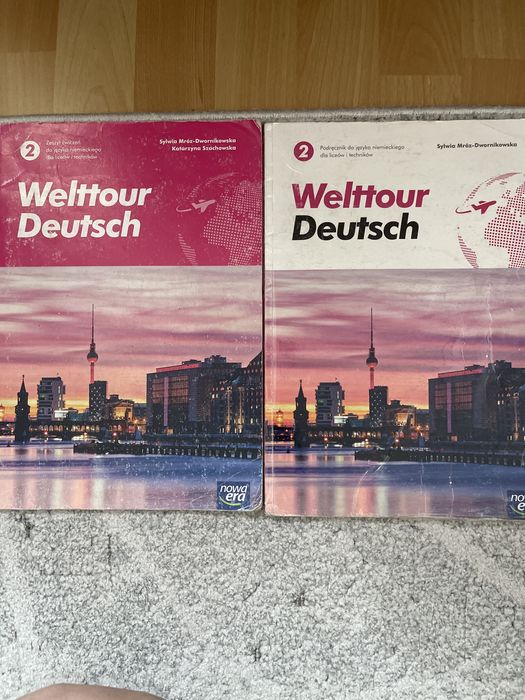 2
Zeszyt ćwiczeń
do języka niemieckiego
dla liceów i techników
Sylwia Mróz-Dwornikowska
Katarzyna Szachowska
Welttour
Deutsch
nowa
era
2
Podręcznik do języka niemieckiego
dla liceów i techników
Sylwia Mróz-Dwornikowska
Welttour
Deutsch
nowa
era